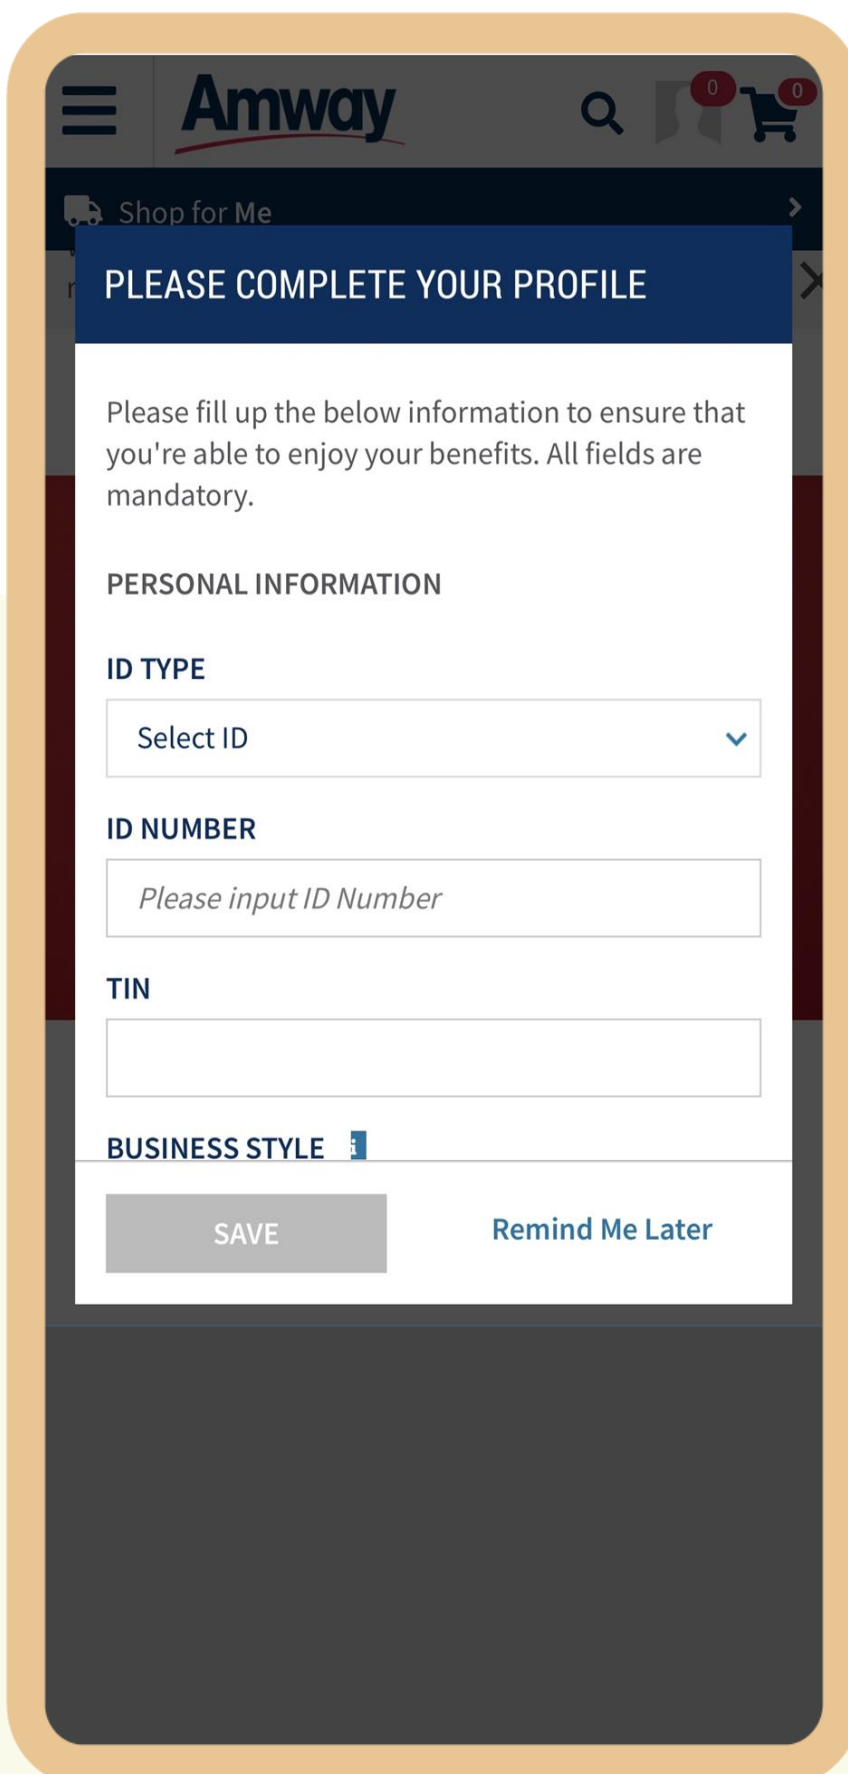 Amway
0
0
Shop for Me
PLEASE COMPLETE YOUR PROFILE
Please fill up the below information to ensure that
you're able to enjoy your benefits. All fields are
mandatory.
PERSONAL INFORMATION
ID TYPE
Select ID
ID NUMBER
Please input ID Number
TIN
BUSINESS STYLE i
SAVE
Remind Me Later